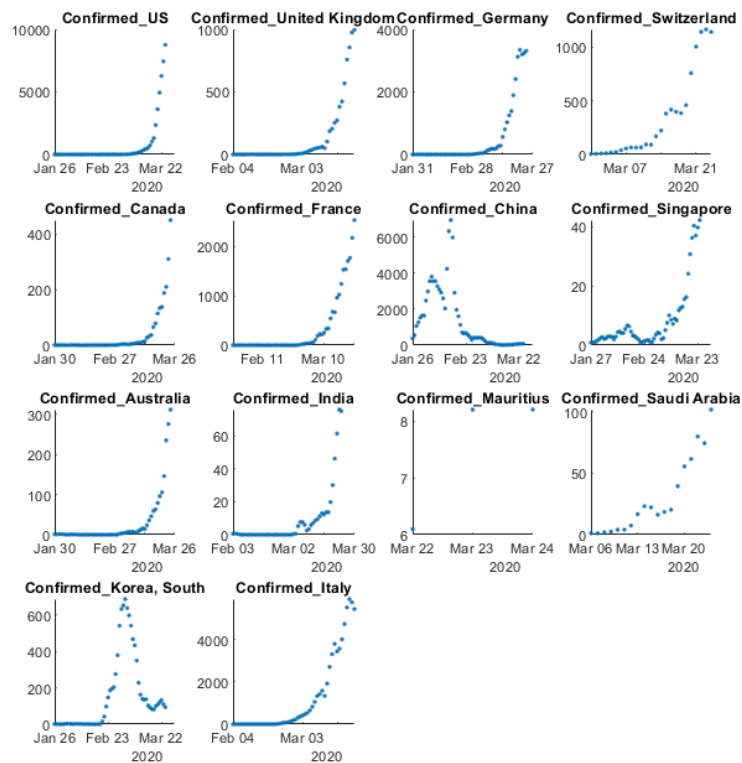 Confirmed_US
10000
5000
0
Jan 26 Feb 23 Mar 22
2020
Confirmed_United Kingdom
1000
500
0
Feb 04 Mar 03
2020
Confirmed_Germany
4000
2000
0
Jan 31 Feb 28 Mar 27
2020
Confirmed_Switzerland
1000
500
0
Mar 07 Mar 21
2020
Confirmed_Canada
400
200
0
Jan 30 Feb 27 Mar 26
2020
Confirmed_France
2000
1000
0
Feb 11 Mar 10
2020
Confirmed_China
6000
4000
2000
0
Jan 26 Feb 23 Mar 22
2020
Confirmed_Singapore
40
20
0
Jan 27 Feb 24 Mar 23
2020
Confirmed_Australia
300
200
100
0
Jan 30 Feb 27 Mar 26
2020
Confirmed_India
60
40
20
0
Feb 03 Mar 02 Mar 30
2020
Confirmed_Mauritius
8
7
6
Mar 22 Mar 23 Mar 24
2020
Confirmed_Saudi Arabia
100
50
0
Mar 06 Mar 13 Mar 20
2020
Confirmed_Korea, South
600
400
200
0
Jan 26 Feb 23 Mar 22
2020
Confirmed_Italy
4000
2000
0
Feb 04 Mar 03
2020